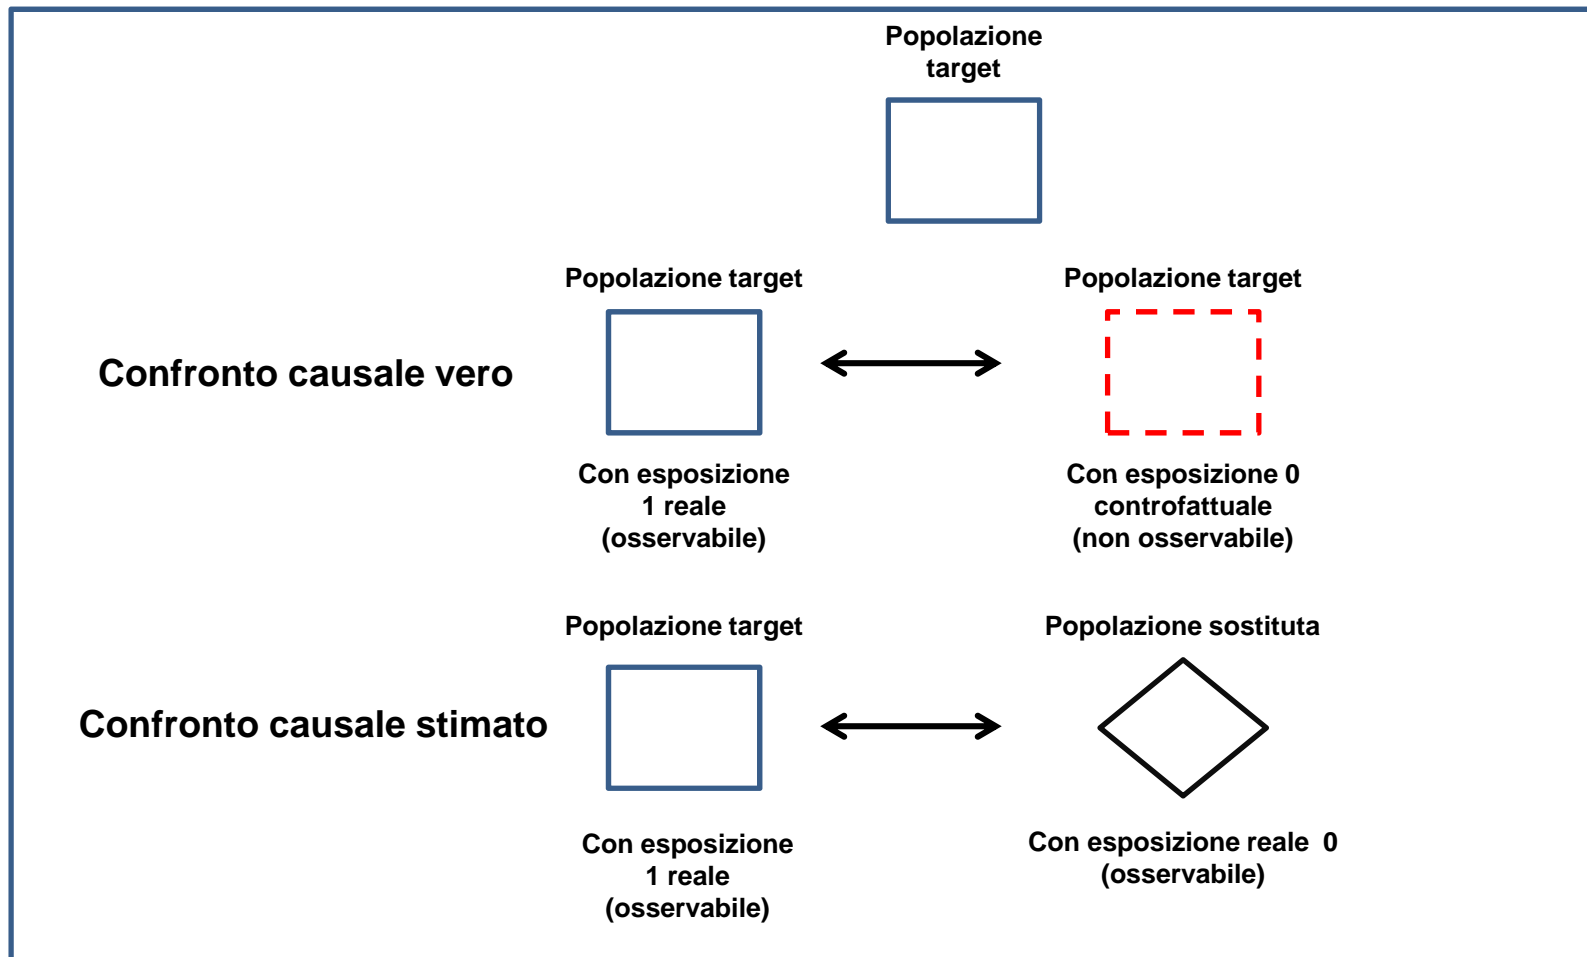 Popolazione
target
Popolazione target
Popolazione target
Confronto causale vero
Con esposizione
1 reale
(osservabile)
Con esposizione 0
controfattuale
(non osservabile)
Popolazione target
Popolazione sostituta
Confronto causale stimato
Con esposizione
1 reale
(osservabile)
Con esposizione reale  0
(osservabile)